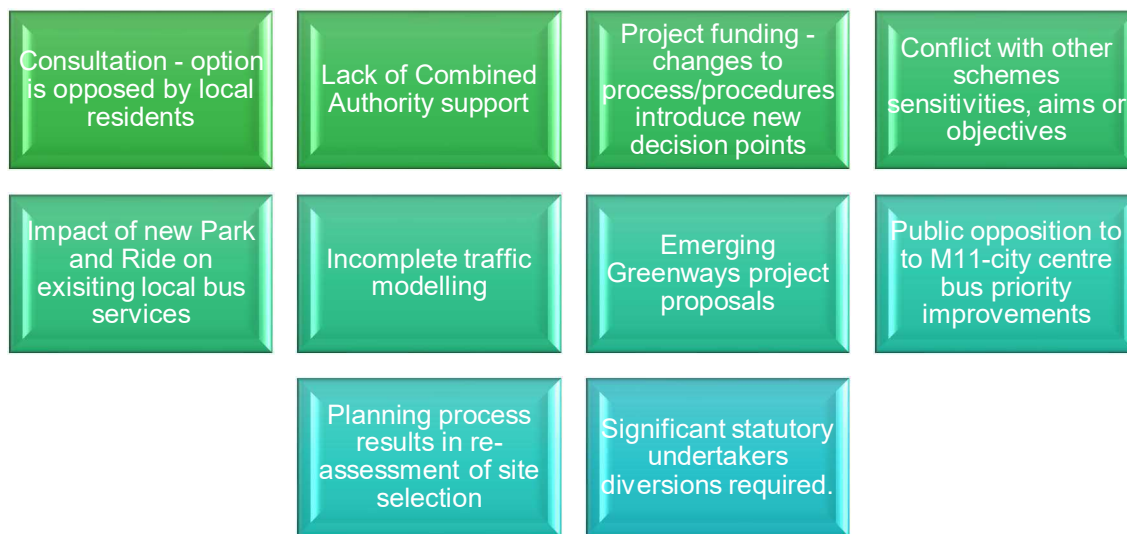 Consultation - option
is opposed by local
residents
Lack of Combined
Authority support
Project funding -
changes to
process/procedures
introduce new
decision points
Conflict with other
schemes
sensitivities, aims or
objectives
Impact of new Park
and Ride on
exisiting local bus
services
Incomplete traffic
modelling
Emerging
Greenways project
proposals
Public opposition to
to M11-city centre
bus priority
improvements
Planning process
results in re-
assessment of site
selection
Significant statutory
undertakers
diversions required.